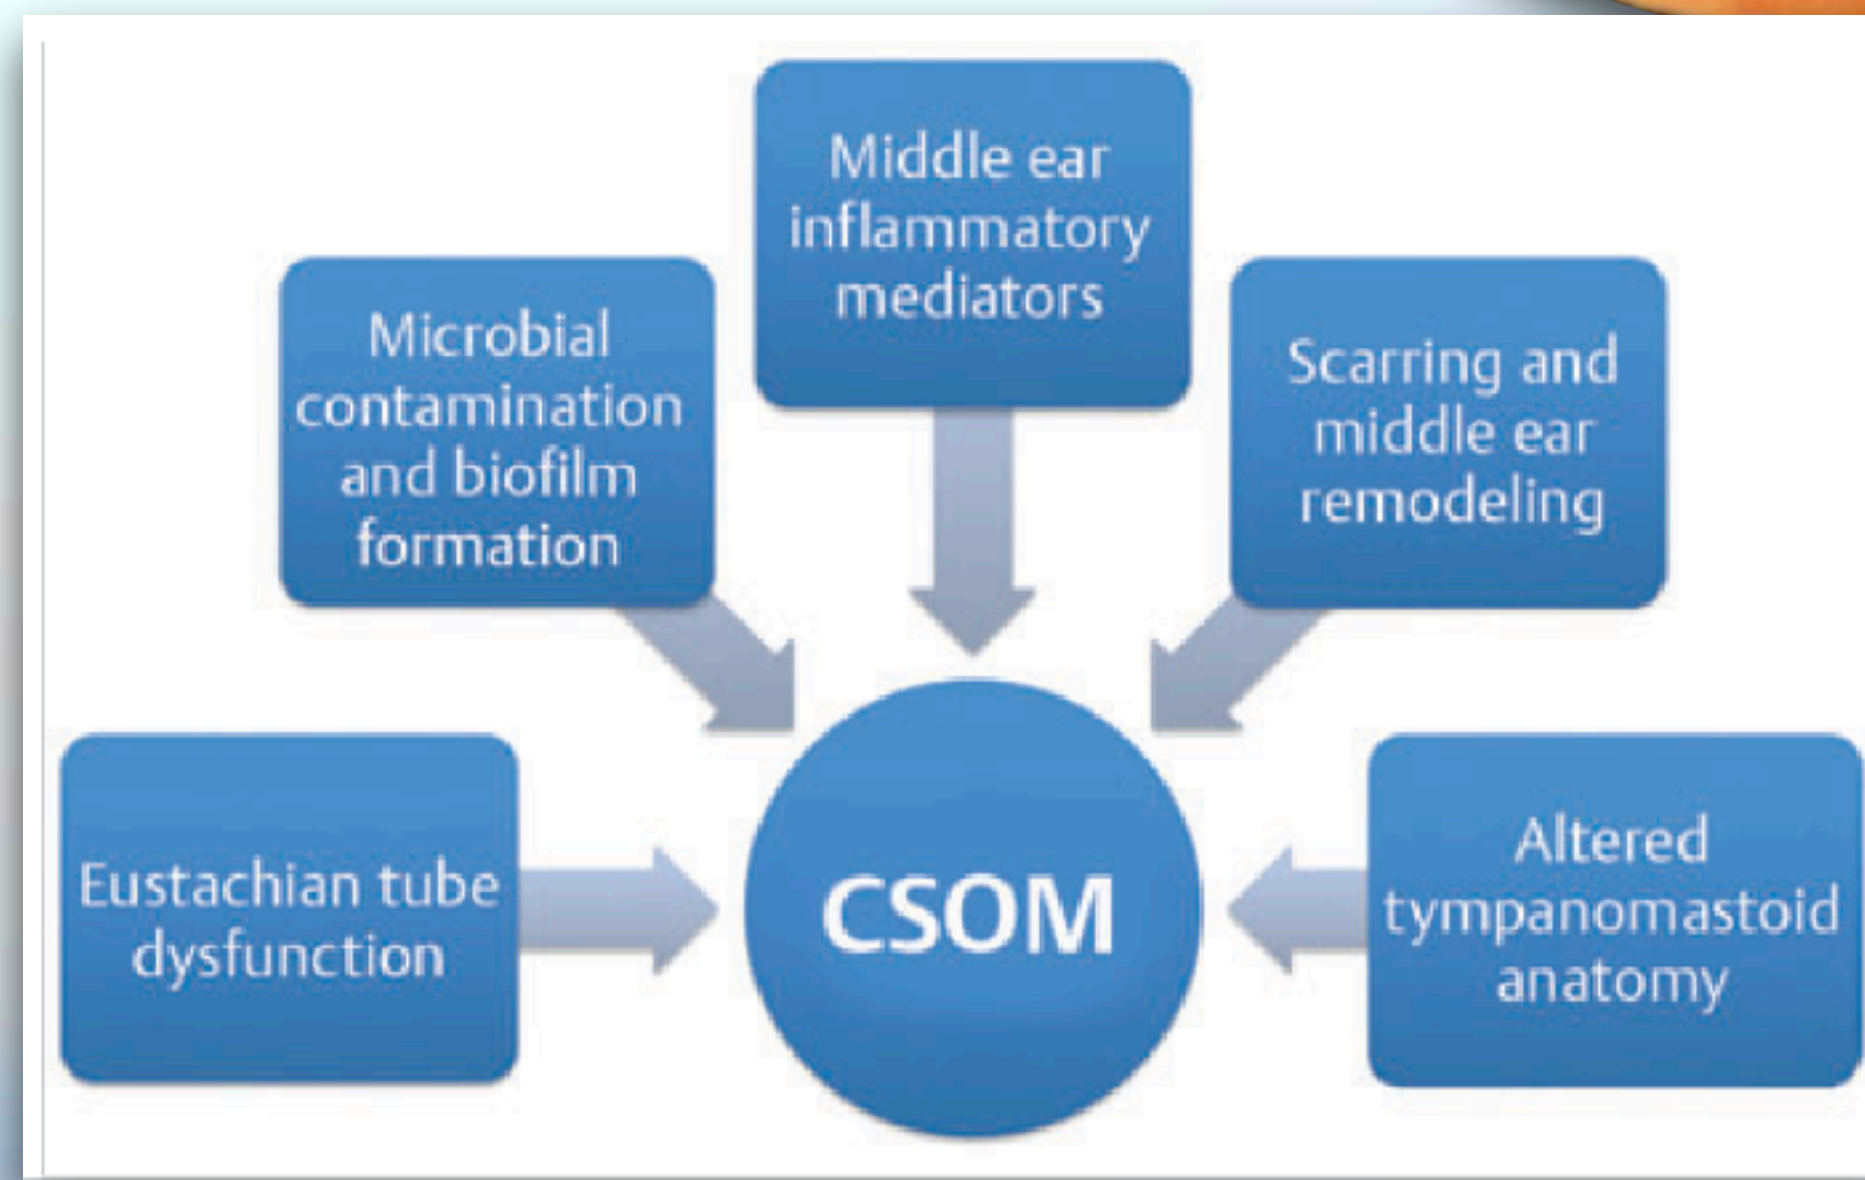 Middle ear
inflammatory
mediators
Microbial
contamination
and biofilm
formation
Scarring and
middle ear
remodeling
Eustachian tube
dysfunction
CSOM
Altered
tympanomastoid
anatomy